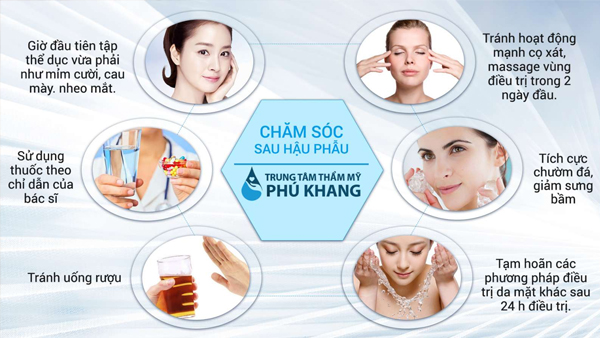 Giờ đầu tiên tập
thể dục vừa phải
như mỉm cười, cau
mày. nheo mắt.
Tránh hoạt động
mạnh cọ xát,
massage vùng
điều trị trong 2
ngày đầu.
CHĂM SÓC
SAU HẬU PHẪU
TRUNG TÂM THẨM MỸ
PHÚ KHANG
Sử dụng
thuốc theo
chỉ dẫn của
bác sĩ
Tích cực
chườm đá,
giảm sưng
bầm
Tránh uống rượu
Tạm hoãn các
phương pháp điều
trị da mặt khác sau
24 h điều trị.